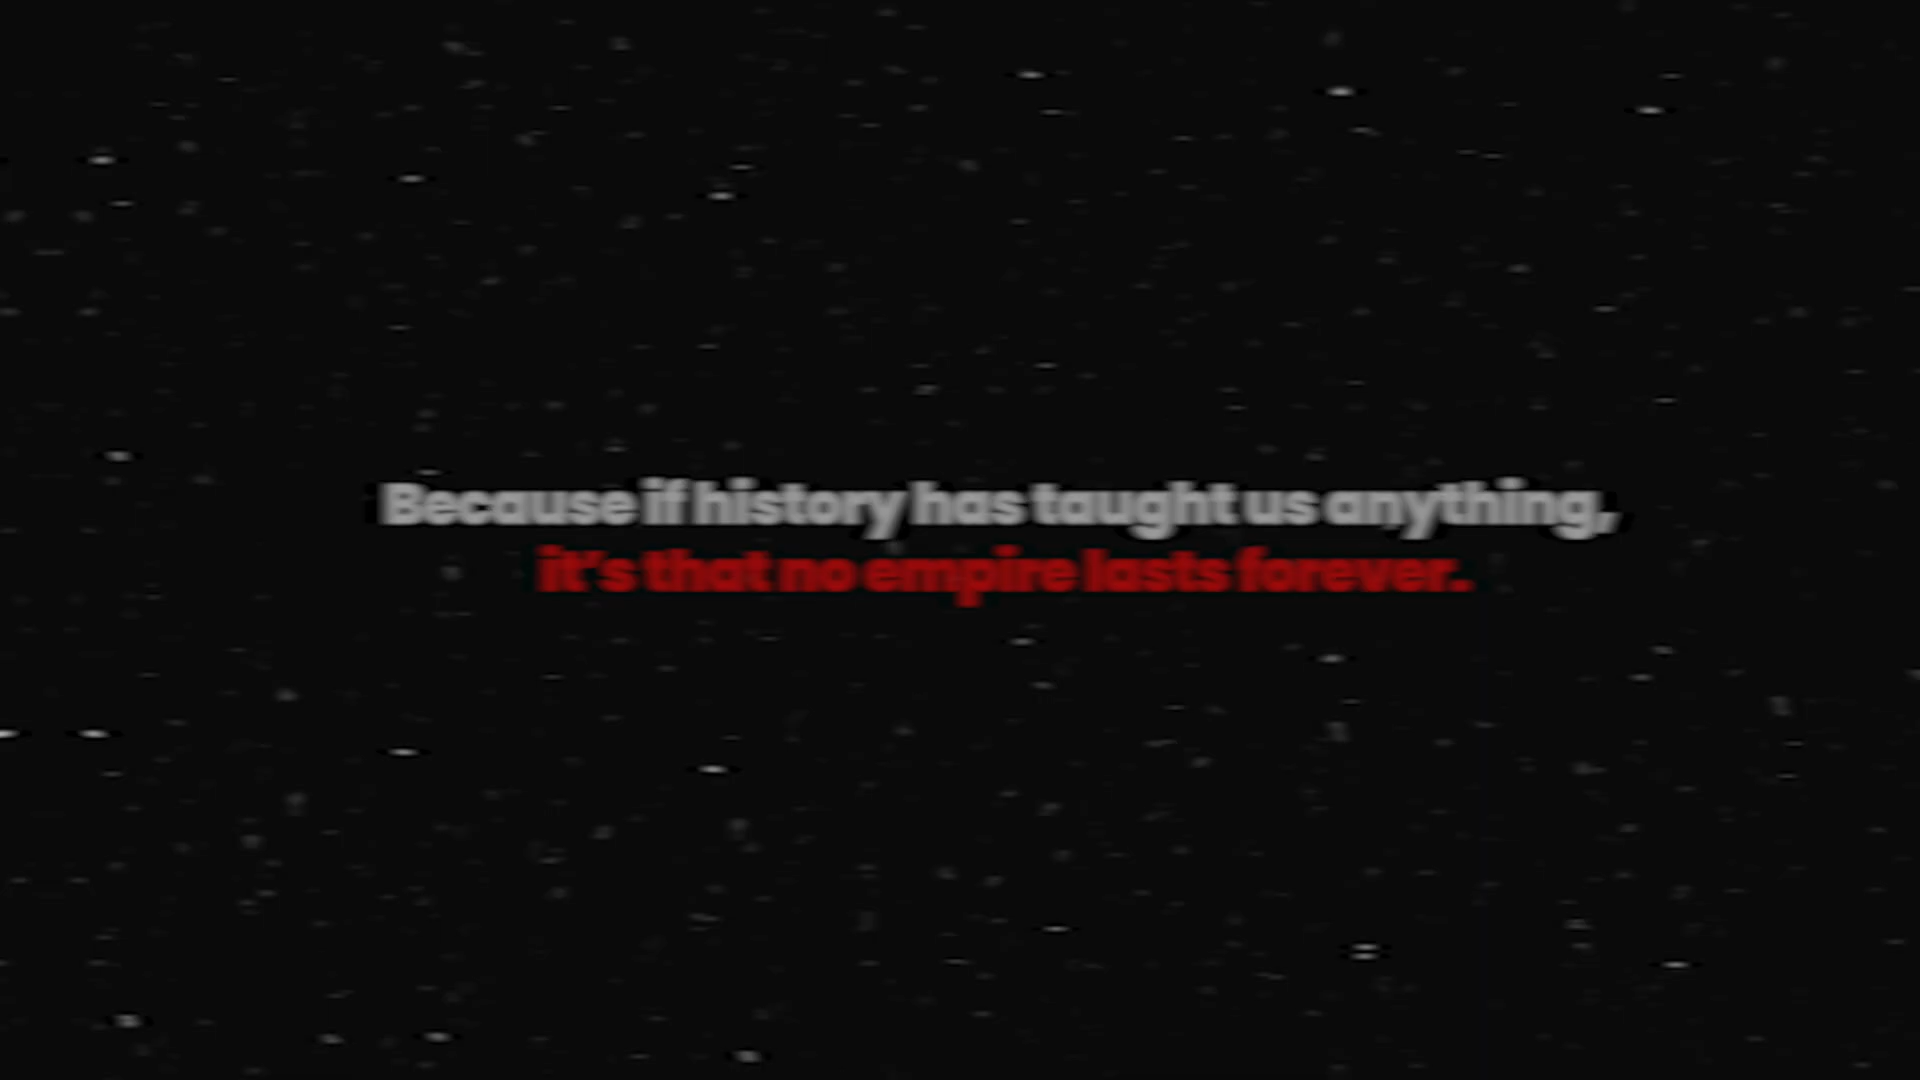 Because if history has taught us anything,
it's that no empire lasts forever.